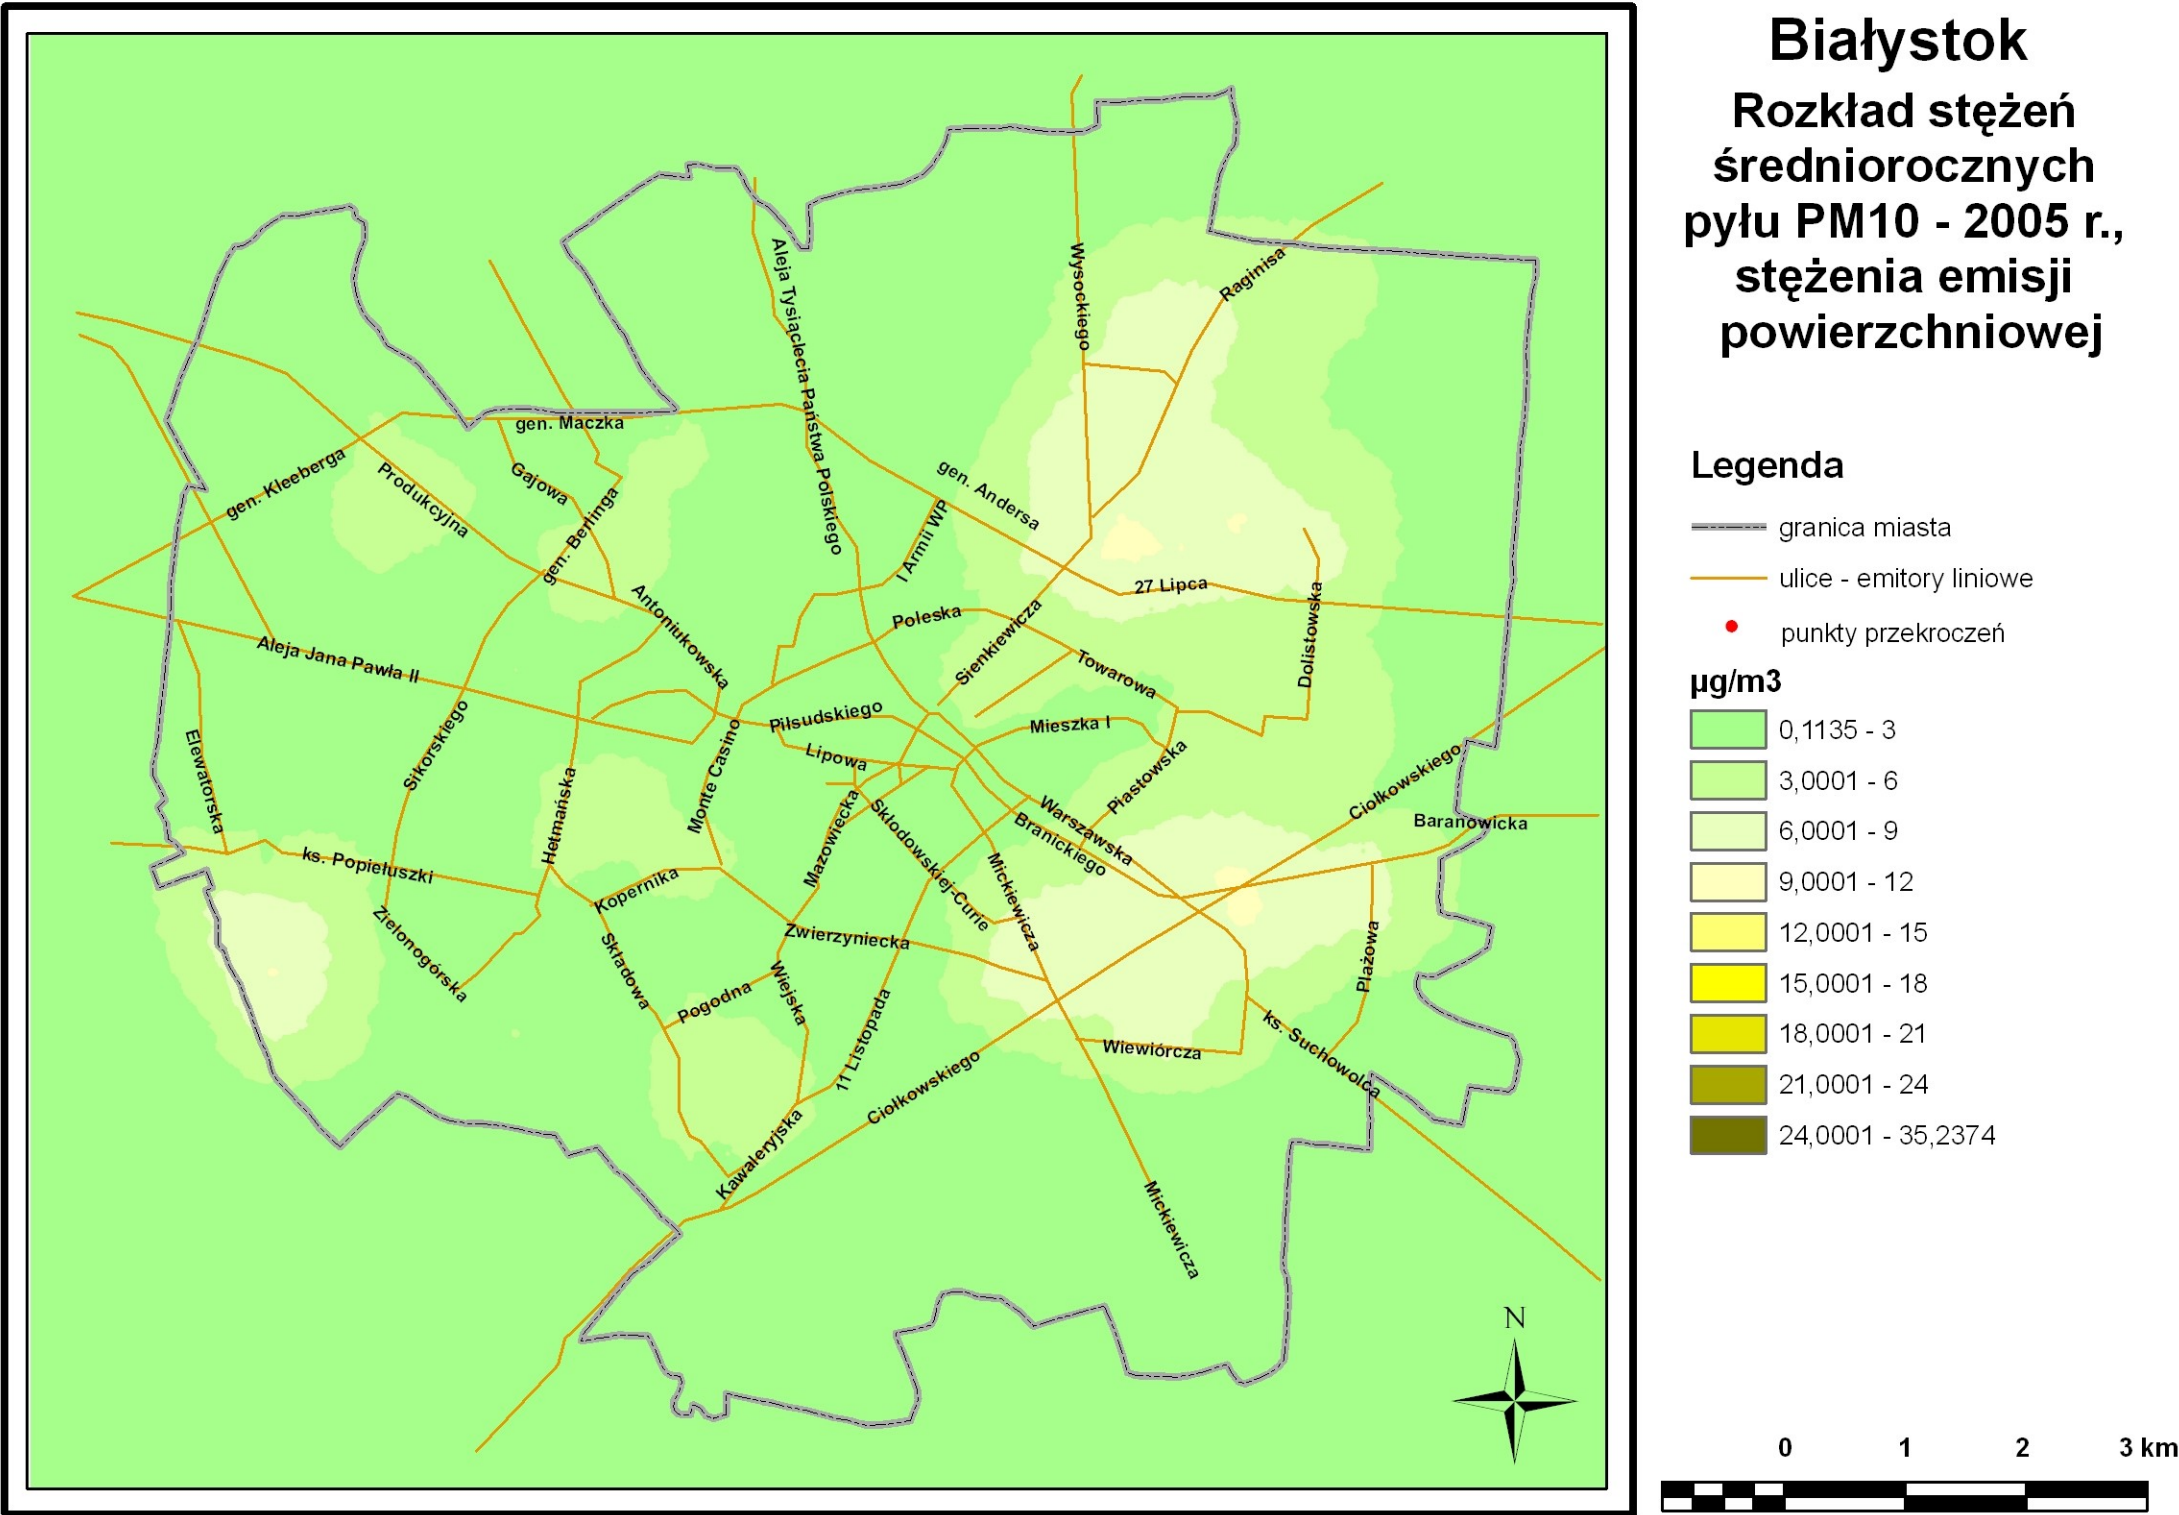 Białystok
Rozkład stężeń
średniorocznych
pyłu PM10 - 2005 r.,
stężenia emisji
powierzchniowej
Legenda
granica miasta
ulice - emitory liniowe
punkty przekroczeń
µg/m3
0,1135 - 3
3,0001 - 6
6,0001 - 9
9,0001 - 12
12,0001 - 15
15,0001 - 18
18,0001 - 21
21,0001 - 24
24,0001 - 35,2374
Wysockiego
Raginisa
Aleja Tysiąclecia Państwa Polskiego
gen. Maczka
gen. Kleeberga
Produkcyjna
Gajowa
gen. Berlinga
gen. Andersa
I Armii WP
27 Lipca
Antoniukowska
Poleska
Sienkiewicza
Dolistowska
Aleja Jana Pawła II
Towarowa
Piłsudskiego
Mieszka I
Lipowa
Elewatorska
Sikorskiego
Monte Casino
Piastowska
Ciołkowskiego
Hetmańska
Mazowiecka
Skłodowskiej-Curie
Warszawska
Branickiego
Baranowicka
ks. Popiełuszki
Kopernika
Mickiewicza
Zielonogórska
Składowa
Zwierzyniecka
Plażowa
Pogodna
Wiejska
11 Listopada
Wiewiórcza
ks. Suchowolca
Ciołkowskiego
Kawaleryjska
Mickiewicza
N
0 1 2 3 km